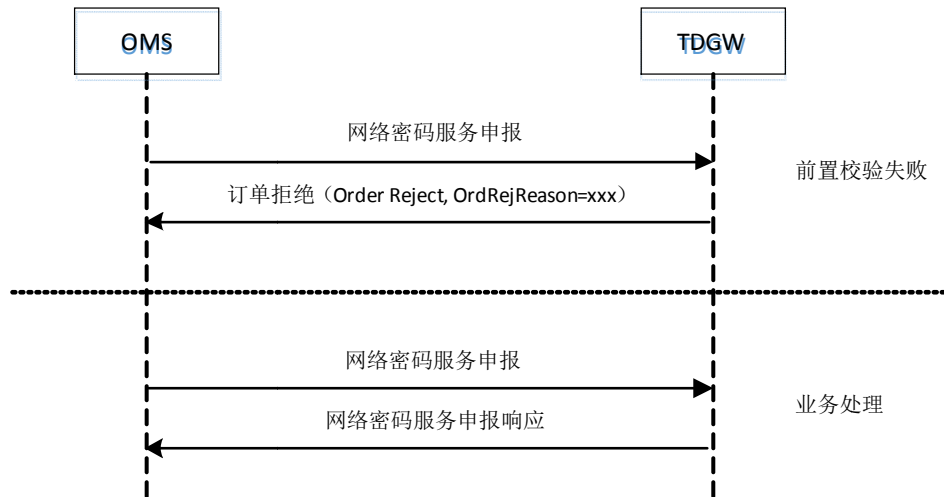 OMS
TDGW
网络密码服务申报
前置校验失败
订单拒绝（Order Reject, OrdRejReason=xxx）
网络密码服务申报
业务处理
网络密码服务申报响应